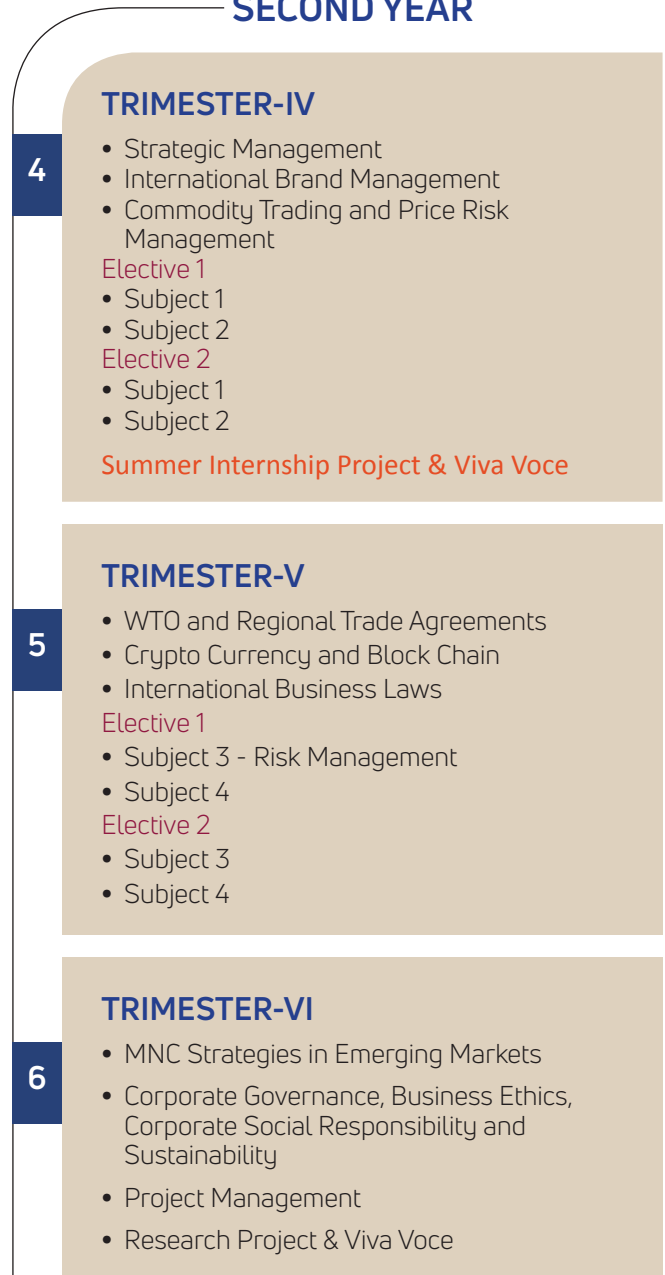 SECOND YEAR
TRIMESTER-IV
4
• Strategic Management
• International Brand Management
• Commodity Trading and Price Risk
Management
Elective 1
• Subject 1
• Subject 2
Elective 2
• Subject 1
• Subject 2
Summer Internship Project & Viva Voce
TRIMESTER-V
5
• WTO and Regional Trade Agreements
• Crypto Currency and Block Chain
• International Business Laws
Elective 1
• Subject 3 - Risk Management
• Subject 4
Elective 2
• Subject 3
• Subject 4
TRIMESTER-VI
6
• MNC Strategies in Emerging Markets
• Corporate Governance, Business Ethics,
Corporate Social Responsibility and
Sustainability
• Project Management
• Research Project & Viva Voce